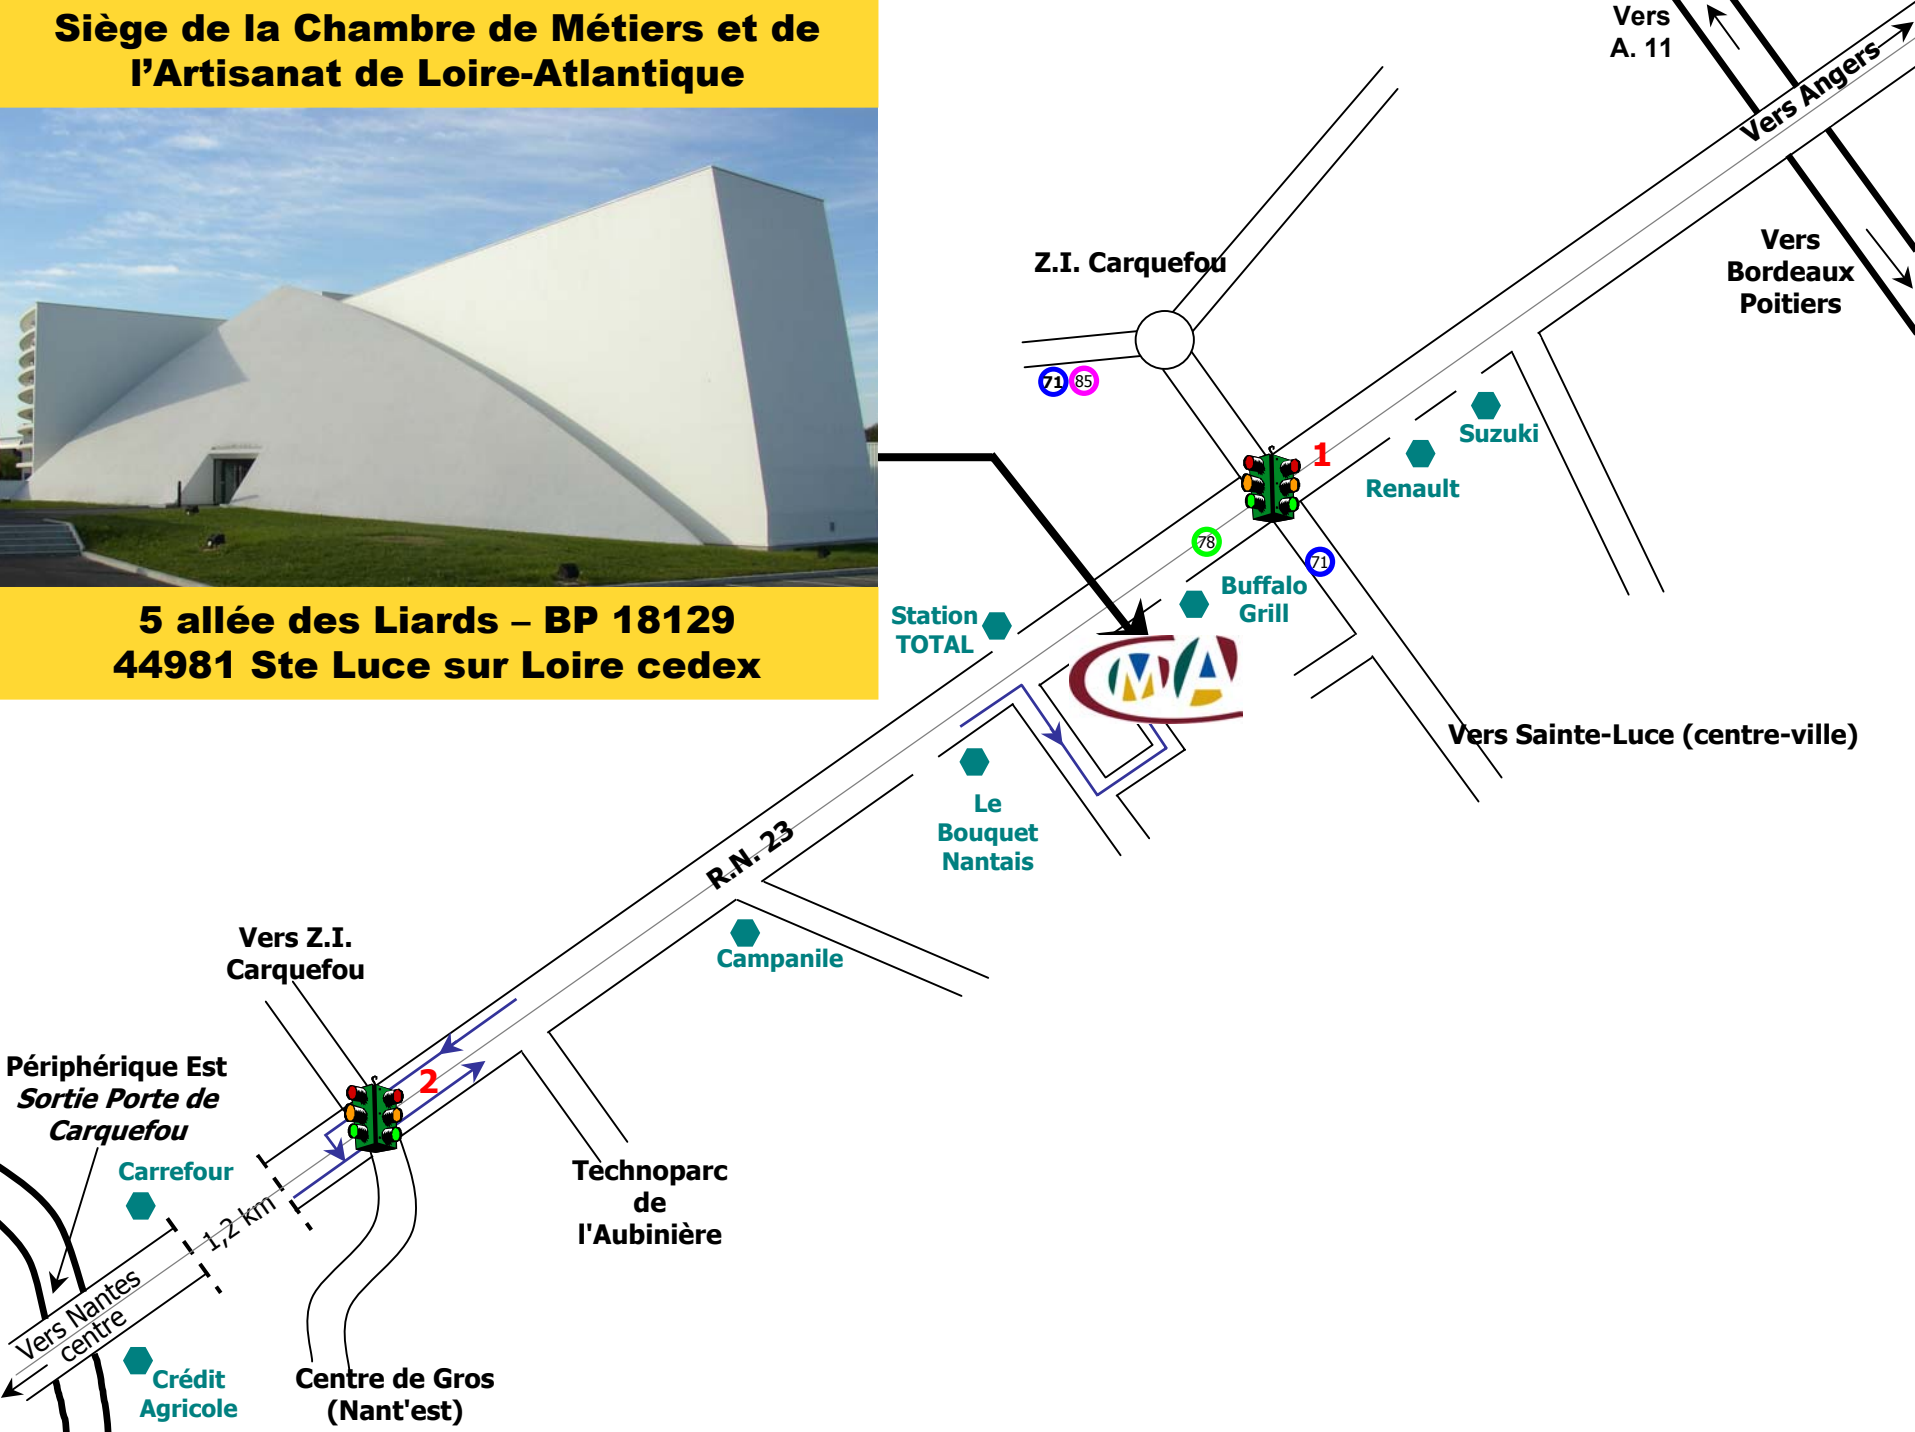 Siège de la Chambre de Métiers et de
l’Artisanat de Loire-Atlantique
5 allée des Liards – BP 18129
44981 Ste Luce sur Loire cedex
Vers
A. 11
Vers Angers
Vers
Bordeaux
Poitiers
Z.I. Carquefou
71
85
1
Suzuki
Renault
78
71
Buffalo
Grill
Station
TOTAL
CMA
Vers Sainte-Luce (centre-ville)
Le
Bouquet
Nantais
R.N. 23
Campanile
Vers Z.I.
Carquefou
2
Périphérique Est
Sortie Porte de
Carquefou
Carrefour
Technoparc
de
l'Aubinière
1,2 km
Vers Nantes
centre
Crédit
Agricole
Centre de Gros
(Nant'est)